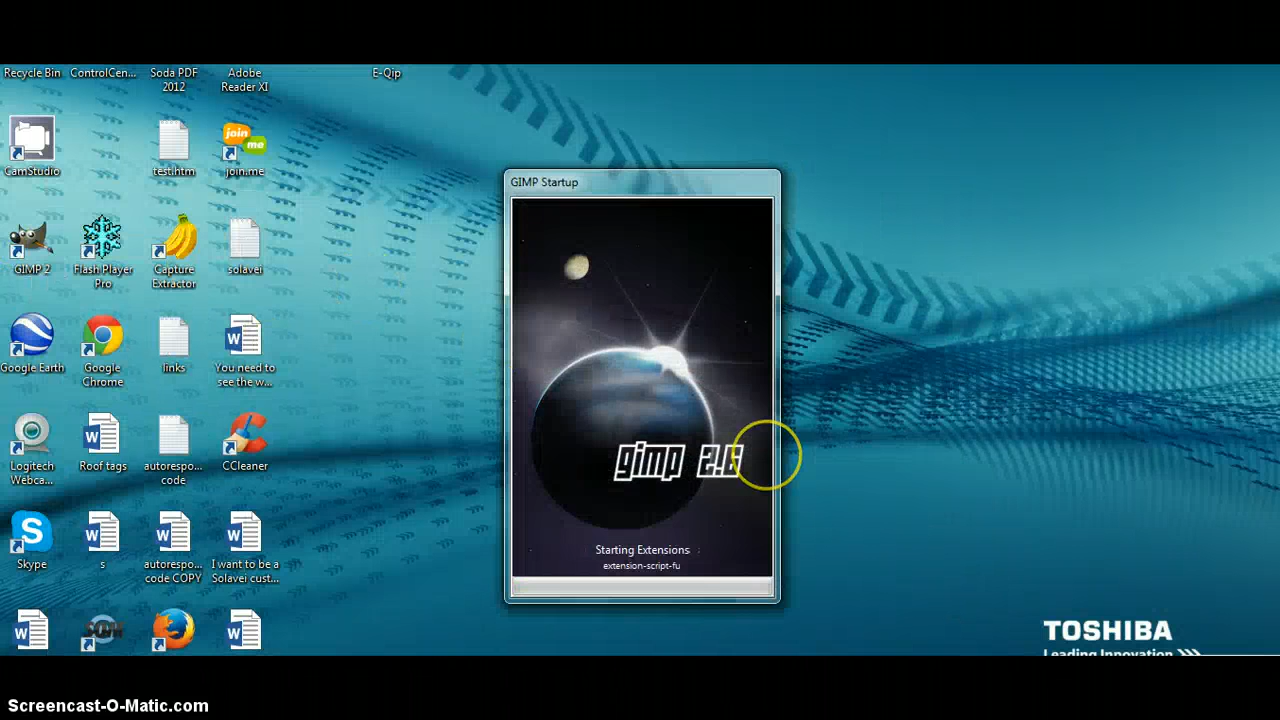 Recycle Bin
ControlCen...
Soda PDF
2012
Adobe
Reader XI
E-Qip
CamStudio
test.htm
join
me
join.me
GIMP 2
Flash Player
Pro
Capture
Extractor
solavei
Google Earth
Google
Chrome
links
You need to
see the w...
Logitech
Webca...
Roof tags
autorespo...
code
CCleaner
Skype
s
autorespo...
code COPY
I want to be a
Solavei cust...
GIMP Startup
gimp 2.6
Starting Extensions
extension-script-fu
TOSHIBA
Leading Innovation
Screencast-O-Matic.com